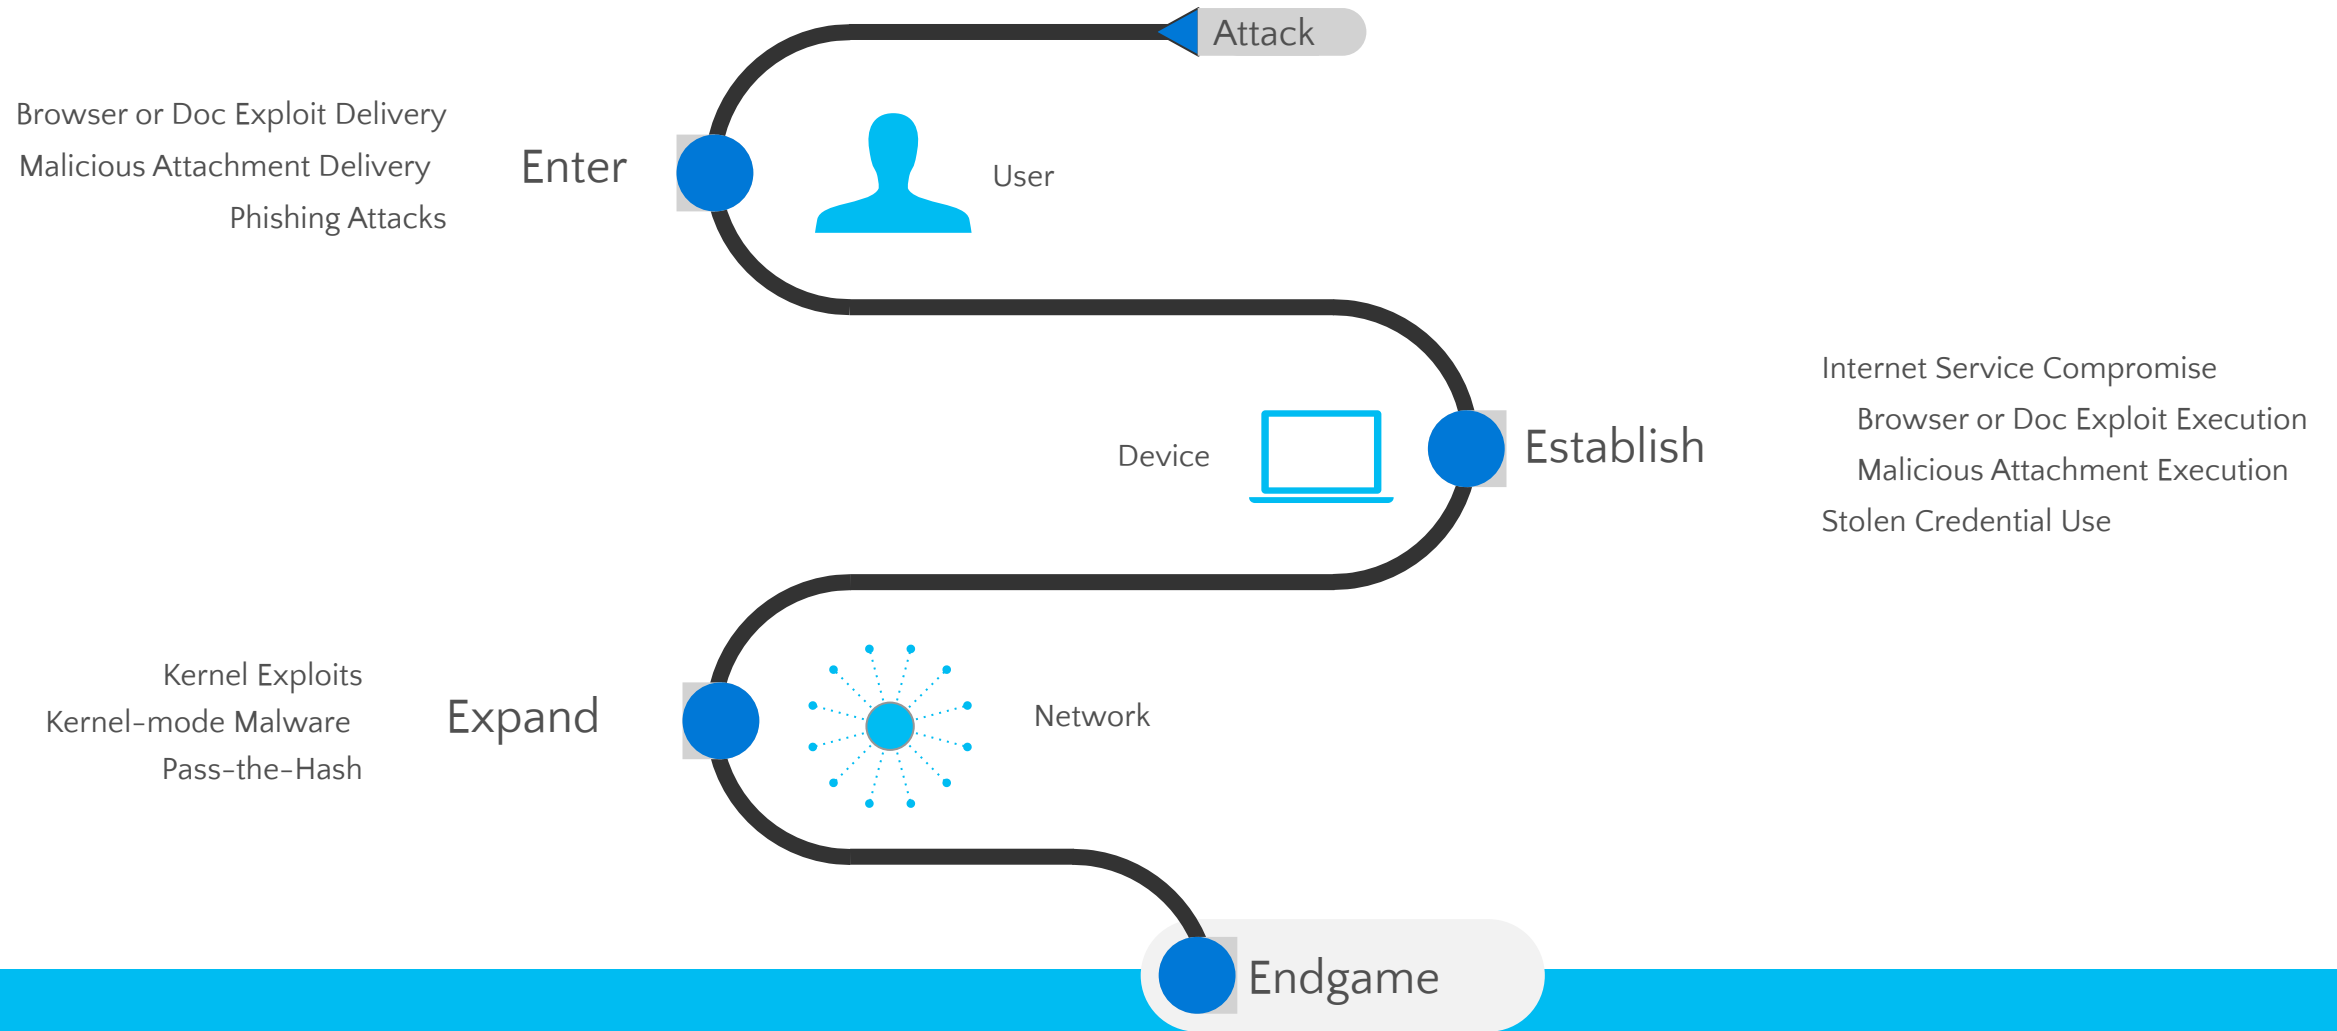 Attack
Browser or Doc Exploit Delivery
Malicious Attachment Delivery
Phishing Attacks
Enter
User
Device
Establish
Internet Service Compromise
Browser or Doc Exploit Execution
Malicious Attachment Execution
Stolen Credential Use
Kernel Exploits
Kernel-mode Malware
Pass-the-Hash
Expand
Network
Endgame